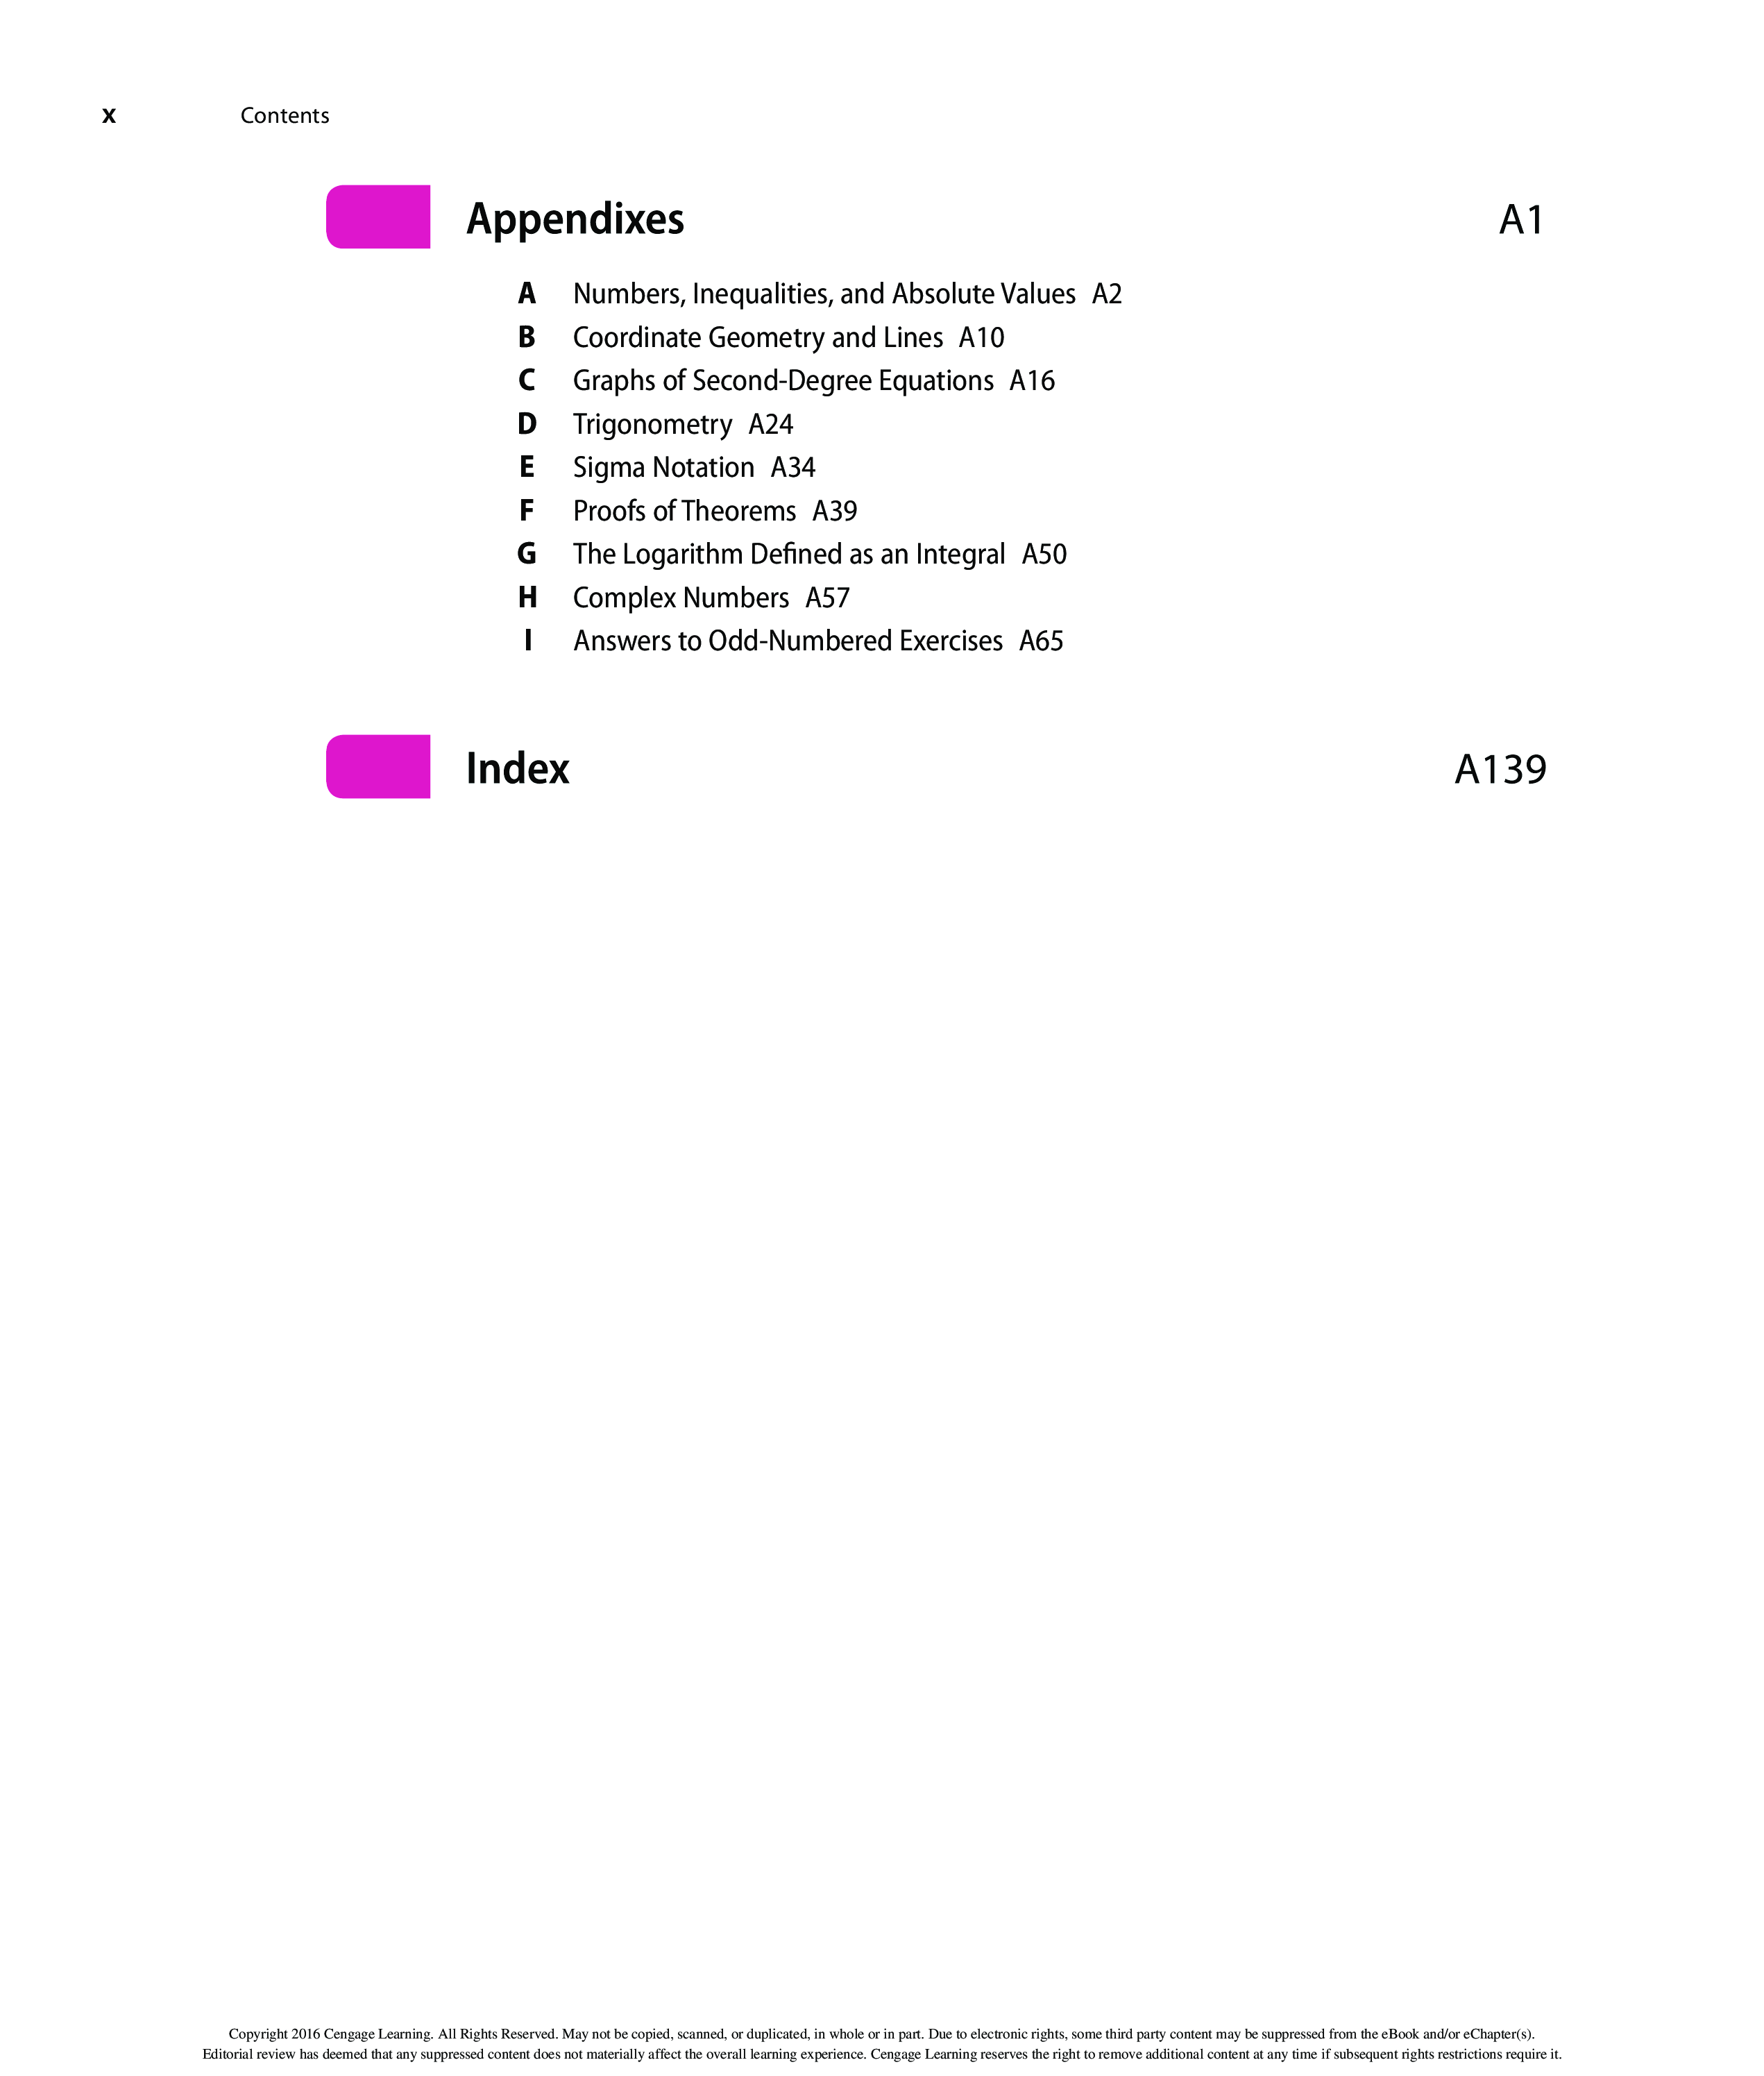 x Contents
Appendixes A1
A Numbers, Inequalities, and Absolute Values A2
B Coordinate Geometry and Lines A10
C Graphs of Second-Degree Equations A16
D Trigonometry A24
E Sigma Notation A34
F Proofs of Theorems A39
G The Logarithm Defined as an Integral A50
H Complex Numbers A57
I Answers to Odd-Numbered Exercises A65
Index A139
Copyright 2016 Cengage Learning. All Rights Reserved. May not be copied, scanned, or duplicated, in whole or in part. Due to electronic rights, some third party content may be suppressed from the eBook and/or eChapter(s).
Editorial review has deemed that any suppressed content does not materially affect the overall learning experience. Cengage Learning reserves the right to remove additional content at any time if subsequent rights restrictions require it.